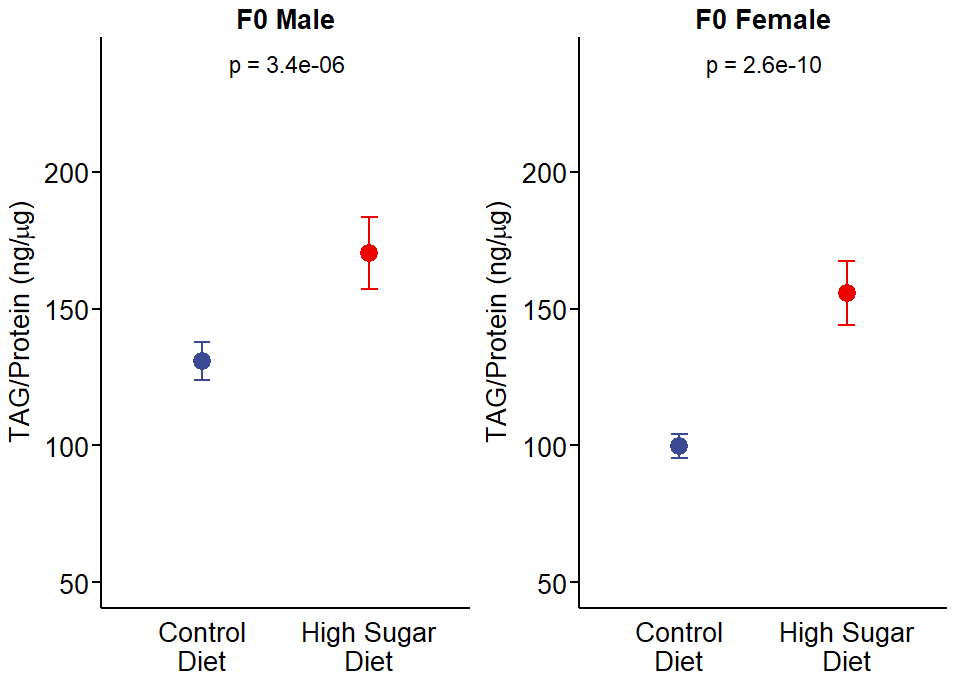 F0 Male
p = 3.4e-06
TAG/Protein (ng/μg)
200
150
100
50
Control
Diet
High Sugar
Diet
F0 Female
p = 2.6e-10
TAG/Protein (ng/μg)
200
150
100
50
Control
Diet
High Sugar
Diet